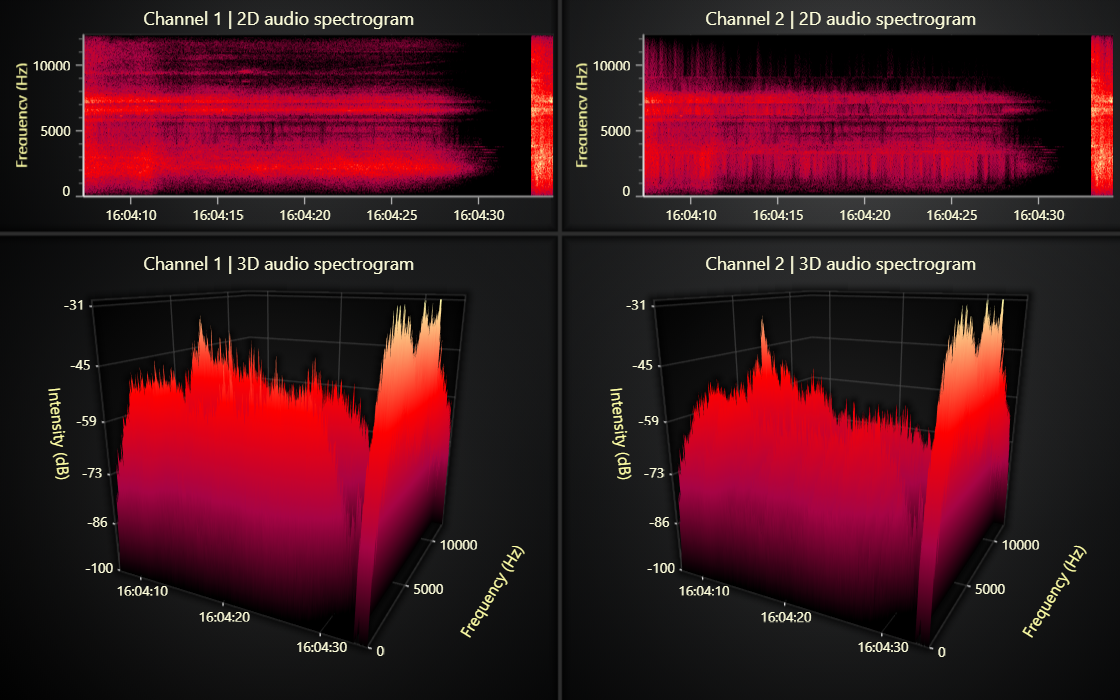 Channel 1 | 2D audio spectrogram
Frequency (Hz)
10000
5000
0
16:04:10 16:04:15 16:04:20 16:04:25 16:04:30
Channel 2 | 2D audio spectrogram
Frequency (Hz)
10000
5000
0
16:04:10 16:04:15 16:04:20 16:04:25 16:04:30
Channel 1 | 3D audio spectrogram
-31
-45
-59
-73
-86
-100
Intensity (dB)
16:04:10
16:04:20
16:04:30
10000
5000
0
Frequency (Hz)
Channel 2 | 3D audio spectrogram
-31
-45
-59
-73
-86
-100
Intensity (dB)
16:04:10
16:04:20
16:04:30
10000
5000
0
Frequency (Hz)